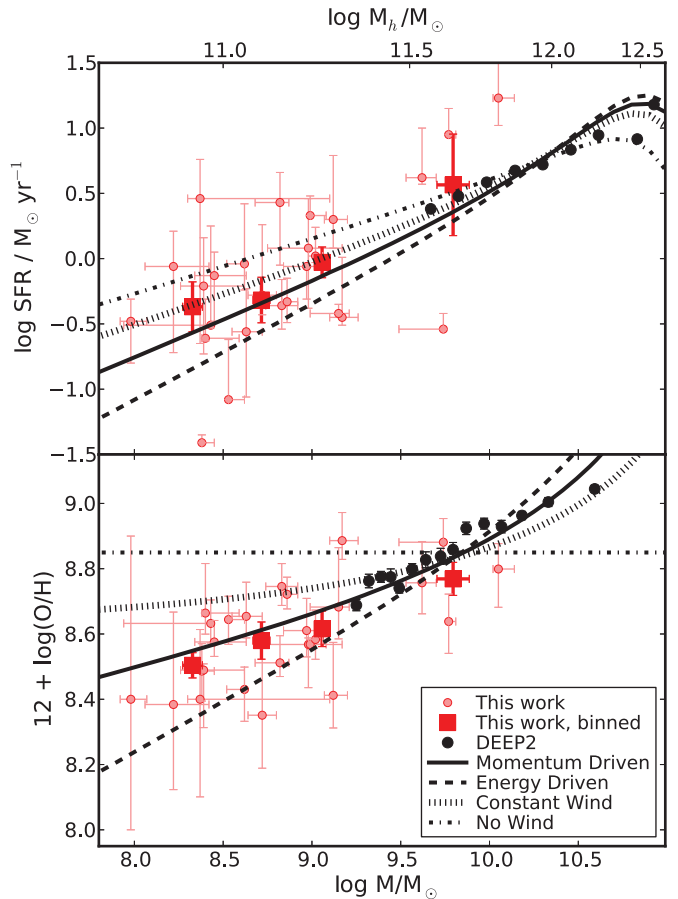 log M_h/M_⊙
11.0 11.5 12.0 12.5
1.5
1.0
0.5
0.0
−0.5
−1.0
−1.5
log SFR / M_⊙ yr⁻¹
9.0
8.8
8.6
8.4
8.2
8.0
12 + log(O/H)
This work
This work, binned
DEEP2
Momentum Driven
Energy Driven
Constant Wind
No Wind
8.0 8.5 9.0 9.5 10.0 10.5
log M/M_⊙